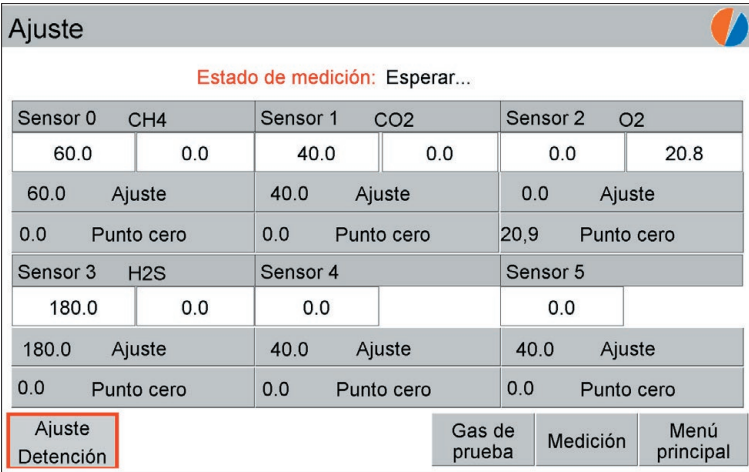 Ajuste
Estado de medición: Esperar...
Sensor 0 CH4 Sensor 1 CO2 Sensor 2 O2
60.0 0.0 40.0 0.0 0.0 20.8
60.0 Ajuste 40.0 Ajuste 0.0 Ajuste
0.0 Punto cero 0.0 Punto cero 20,9 Punto cero
Sensor 3 H2S Sensor 4 Sensor 5
180.0 0.0 0.0 0.0
180.0 Ajuste 40.0 Ajuste 40.0 Ajuste
0.0 Punto cero 0.0 Punto cero 0.0 Punto cero
Ajuste
Detención
Gas de
prueba
Medición
Menú
principal